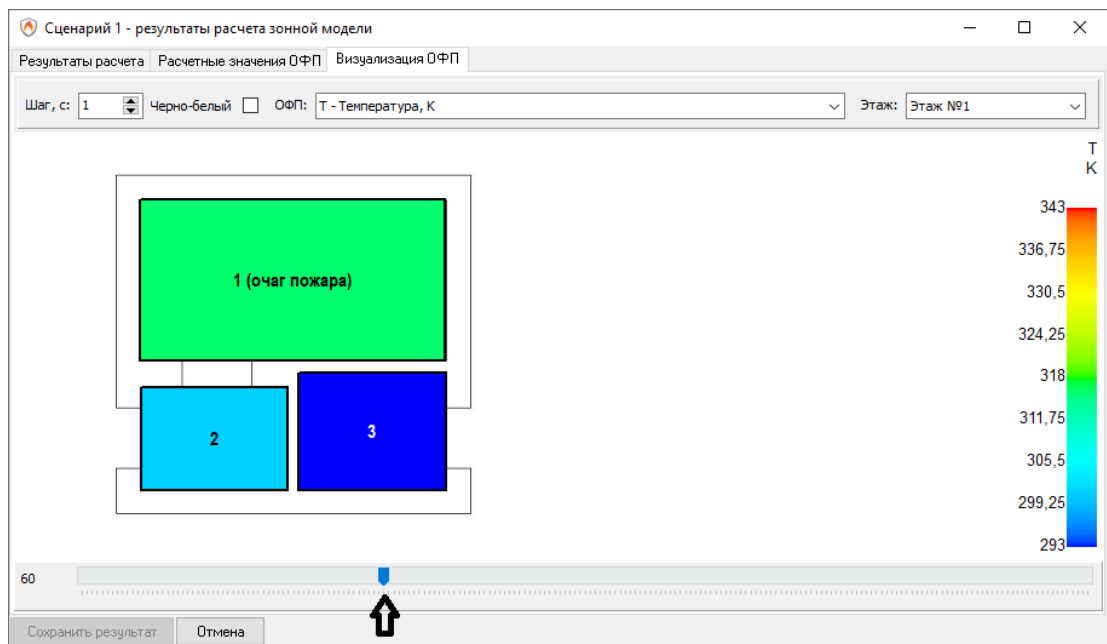 Сценарий 1 - результаты расчета зонной модели
Результаты расчета Расчетные значения ОФП Визуализация ОФП
Шаг, с: 1 Черно-белый ОФП: T - Температура, K Этаж: Этаж №1
T
K
343
336,75
330,5
324,25
318
311,75
305,5
299,25
293
1 (очаг пожара)
2
3
60
Сохранить результат Отмена